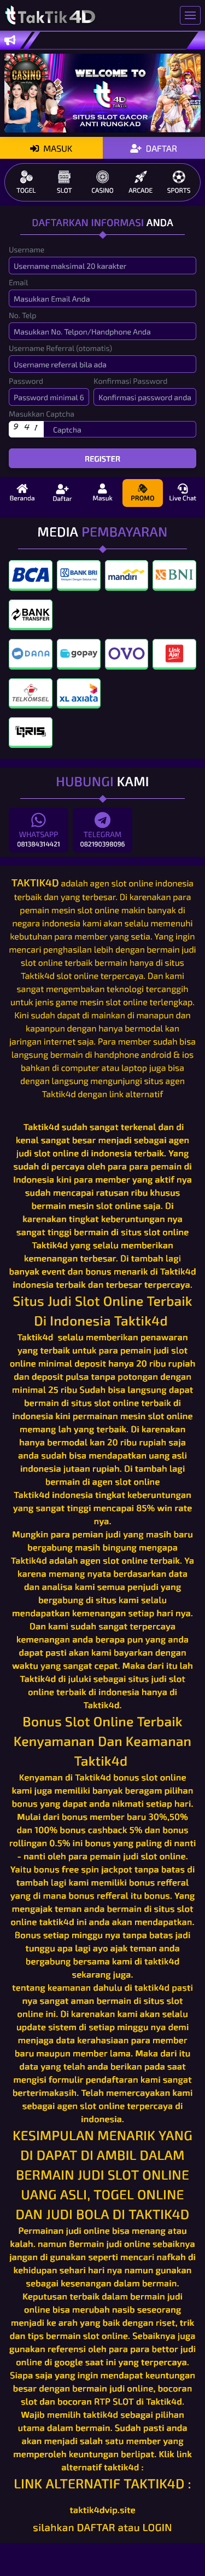 TakTik4D
CASINO
WELCOME TO
taktik 4D
SITUS SLOT GACOR
ANTI RUNGKAD
MASUK
DAFTAR
TOGEL
SLOT
CASINO
ARCADE
SPORTS
DAFTARKAN INFORMASI ANDA
Username
Username maksimal 20 karakter
Email
Masukkan Email Anda
No. Telp
Masukkan No. Telpon/Handphone Anda
Username Referral (otomatis)
Username referral bila ada
Password
Konfirmasi Password
Password minimal 6
Konfirmasi password anda
Masukkan Captcha
9 4 1
Captcha
REGISTER
Beranda
Daftar
Masuk
PROMO
Live Chat
MEDIA PEMBAYARAN
BCA
BANK BRI
mandiri
BNI
BANK TRANSFER
DANA
gopay
OVO
Link Aja!
TELKOMSEL
XL AXIATA
QRIS
HUBUNGI KAMI
WHATSAPP
081384314421
TELEGRAM
082190398096
TAKTIK4D adalah agen slot online indonesia
terbaik dan yang terbesar. Di karenakan para
pemain mesin slot online makin banyak di
negara indonesia kami akan selalu memenuhi
kebutuhan para member yang setia. Yang ingin
mencari penghasilan lebih dengan bermain judi
slot online terbaik bermain hanya di situs
Taktik4d slot online terpercaya. Dan kami
sangat mengembakan teknologi tercanggih
untuk jenis game mesin slot online terlengkap.
Kini sudah dapat di mainkan di manapun dan
kapanpun dengan hanya bermodal kan
jaringan internet saja. Para member sudah bisa
langsung bermain di handphone android & ios
bahkan di computer atau laptop juga bisa
dengan langsung mengunjungi situs agen
Taktik4d dengan link alternatif
Taktik4d sudah sangat terkenal dan di
kenal sangat besar menjadi sebagai agen
judi slot online di indonesia terbaik. Yang
sudah di percaya oleh para para pemain di
Indonesia kini para member yang aktif nya
sudah mencapai ratusan ribu khusus
bermain mesin slot online saja. Di
karenakan tingkat keberuntungan nya
sangat tinggi bermain di situs slot online
Taktik4d yang selalu memberikan
kemenangan terbesar. Di tambah lagi
banyak event dan bonus menarik di Taktik4d
indonesia terbaik dan terbesar terpercaya.
Situs Judi Slot Online Terbaik
Di Indonesia Taktik4d
Taktik4d selalu memberikan penawaran
yang terbaik untuk para pemain judi slot
online minimal deposit hanya 20 ribu rupiah
dan deposit pulsa tanpa potongan dengan
minimal 25 ribu Sudah bisa langsung dapat
bermain di situs slot online terbaik di
indonesia kini permainan mesin slot online
memang lah yang terbaik. Di karenakan
hanya bermodal kan 20 ribu rupiah saja
anda sudah bisa mendapatkan uang asli
indonesia jutaan rupiah. Di tambah lagi
bermain di agen slot online
Taktik4d indonesia tingkat keberuntungan
yang sangat tinggi mencapai 85% win rate
nya.
Mungkin para pemian judi yang masih baru
bergabung masih bingung mengapa
Taktik4d adalah agen slot online terbaik. Ya
karena memang nyata berdasarkan data
dan analisa kami semua penjudi yang
bergabung di situs kami selalu
mendapatkan kemenangan setiap hari nya.
Dan kami sudah sangat terpercaya
kemenangan anda berapa pun yang anda
dapat pasti akan kami bayarkan dengan
waktu yang sangat cepat. Maka dari itu lah
Taktik4d di juluki sebagai situs judi slot
online terbaik di indonesia hanya di
Taktik4d.
Bonus Slot Online Terbaik
Kenyamanan Dan Keamanan
Taktik4d
Kenyaman di Taktik4d bonus slot online
kami juga memiliki banyak beragam pilihan
bonus yang dapat anda nikmati setiap hari.
Mulai dari bonus member baru 30%,50%
dan 100% bonus cashback 5% dan bonus
rollingan 0.5% ini bonus yang paling di nanti
- nanti oleh para pemain judi slot online.
Yaitu bonus free spin jackpot tanpa batas di
tambah lagi kami memiliki bonus refferal
yang di mana bonus refferal itu bonus. Yang
mengajak teman anda bermain di situs slot
online taktik4d ini anda akan mendapatkan.
Bonus setiap minggu nya tanpa batas jadi
tunggu apa lagi ayo ajak teman anda
bergabung bersama kami di taktik4d
sekarang juga.
tentang keamanan dahulu di taktik4d pasti
nya sangat aman bermain di situs slot
online ini. Di karenakan kami akan selalu
update sistem di setiap minggu nya demi
menjaga data kerahasiaan para member
baru maupun member lama. Maka dari itu
data yang telah anda berikan pada saat
mengisi formulir pendaftaran kami sangat
berterimakasih. Telah mempercayakan kami
sebagai agen slot online terpercaya di
indonesia.
KESIMPULAN MENARIK YANG
DI DAPAT DI AMBIL DALAM
BERMAIN JUDI SLOT ONLINE
UANG ASLI, TOGEL ONLINE
DAN JUDI BOLA DI TAKTIK4D
Permainan judi online bisa menang atau
kalah. namun Bermain judi online sebaiknya
jangan di gunakan seperti mencari nafkah di
kehidupan sehari hari nya namun gunakan
sebagai kesenangan dalam bermain.
Keputusan terbaik dalam bermain judi
online bisa merubah nasib seseorang
menjadi ke arah yang baik dengan riset, trik
dan tips bermain slot online. Sebaiknya juga
gunakan referensi oleh para para bettor judi
online di google saat ini yang terpercaya.
Siapa saja yang ingin mendapat keuntungan
besar dengan bermain judi online, bocoran
slot dan bocoran RTP SLOT di Taktik4d.
Wajib memilih taktik4d sebagai pilihan
utama dalam bermain. Sudah pasti anda
akan menjadi salah satu member yang
memperoleh keuntungan berlipat. Klik link
alternatif taktik4d :
LINK ALTERNATIF TAKTIK4D :
taktik4dvip.site
silahkan DAFTAR atau LOGIN